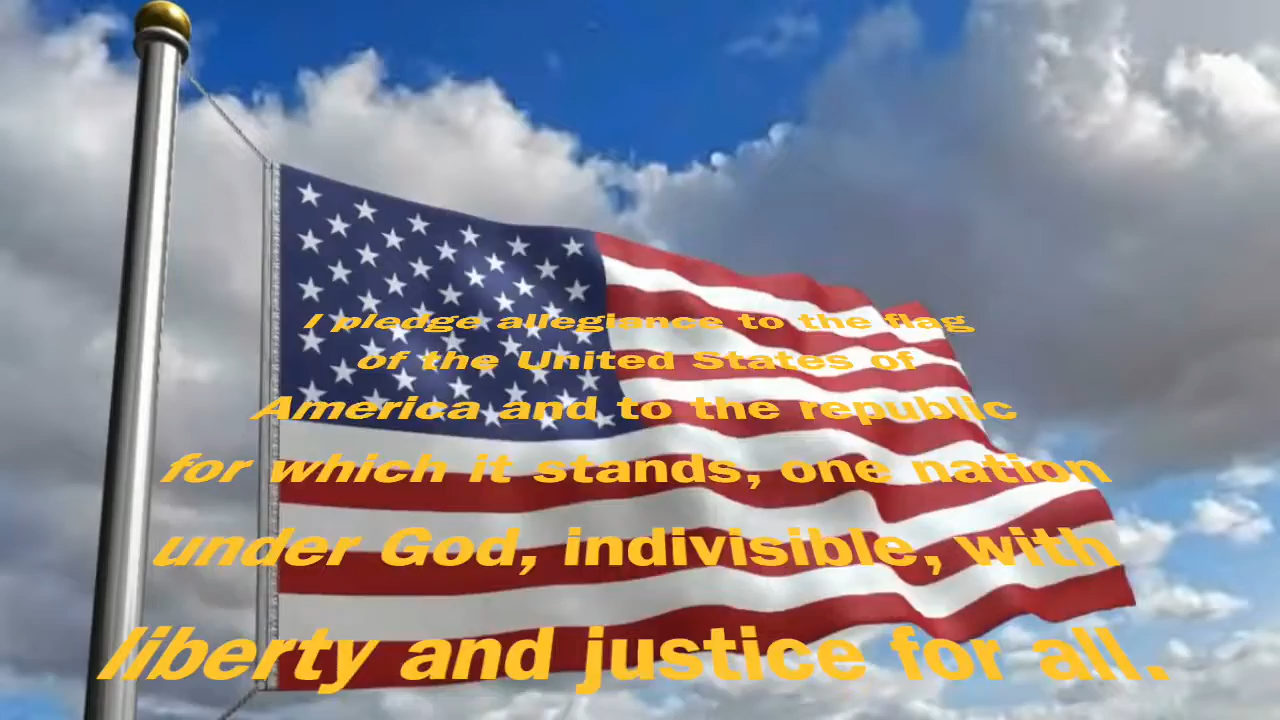 I pledge allegiance to the flag
of the United States of
America and to the republic
for which it stands, one nation
under God, indivisible, with
liberty and justice for all.